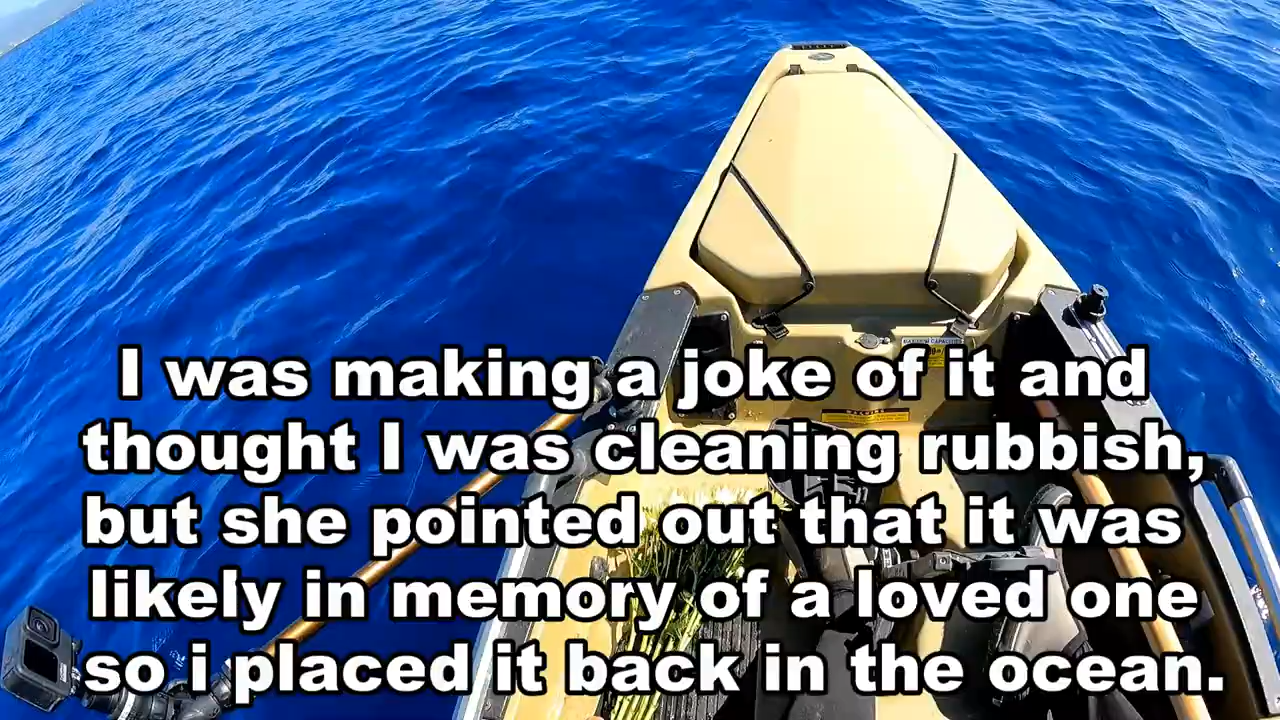 I was making a joke of it and
thought I was cleaning rubbish,
but she pointed out that it was
likely in memory of a loved one
so i placed it back in the ocean.
WARNING